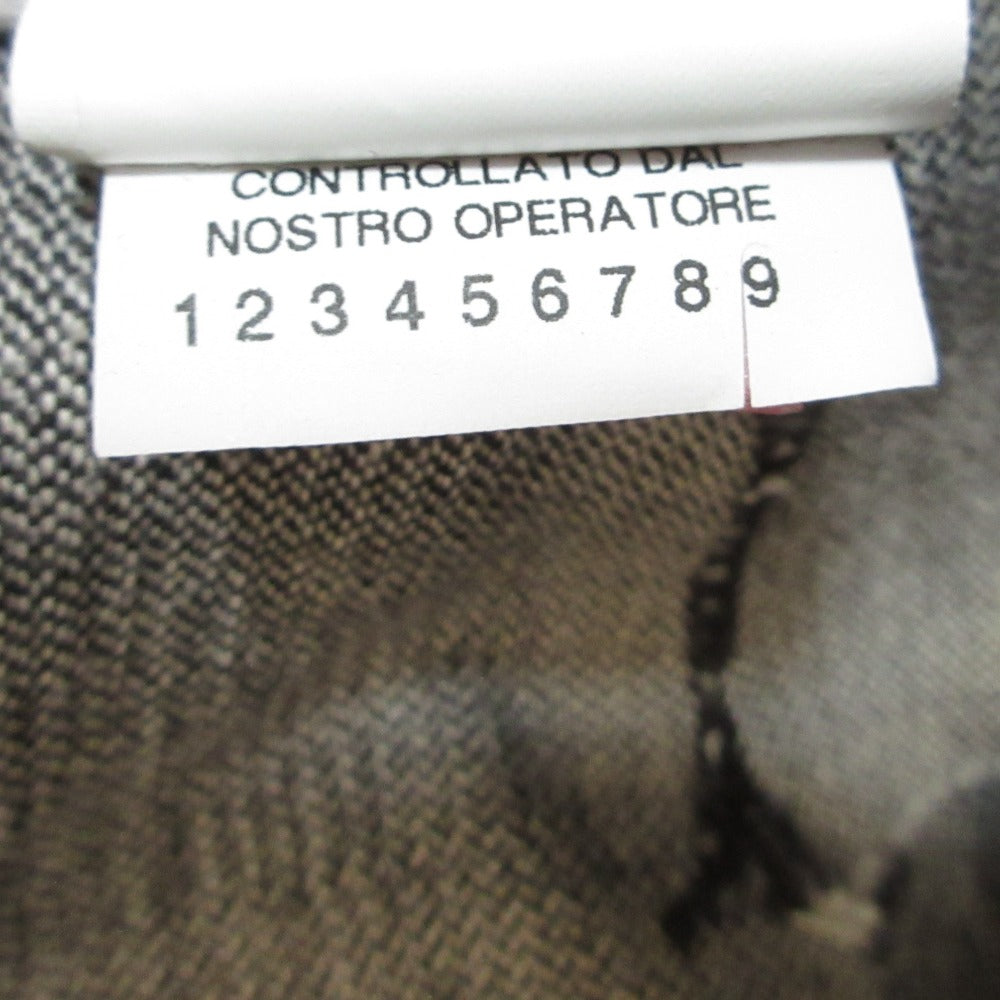 CONTROLLATO DAL
NOSTRO OPERATORE
1 2 3 4 5 6 7 8 9